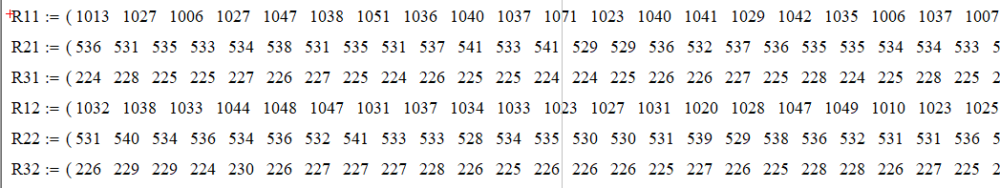 R11 := ( 1013 1027 1006 1027 1047 1038 1051 1036 1040 1037 1071 1023 1040 1041 1029 1042 1035 1006 1037 1007
R21 := ( 536 531 535 533 534 538 531 535 531 537 541 533 541 529 529 536 532 537 536 535 535 534 534 533 5
R31 := ( 224 228 225 225 227 226 227 225 224 226 225 225 224 224 225 226 226 227 225 228 224 225 228 225 2
R12 := ( 1032 1038 1033 1044 1048 1047 1031 1037 1034 1033 1023 1027 1031 1020 1028 1047 1049 1010 1023 1025
R22 := ( 531 540 534 536 534 536 532 541 533 533 528 534 535 530 530 531 539 529 538 536 532 531 531 536 5
R32 := ( 226 229 229 224 230 226 227 227 227 228 226 225 226 226 226 225 227 226 225 228 228 226 227 225 2